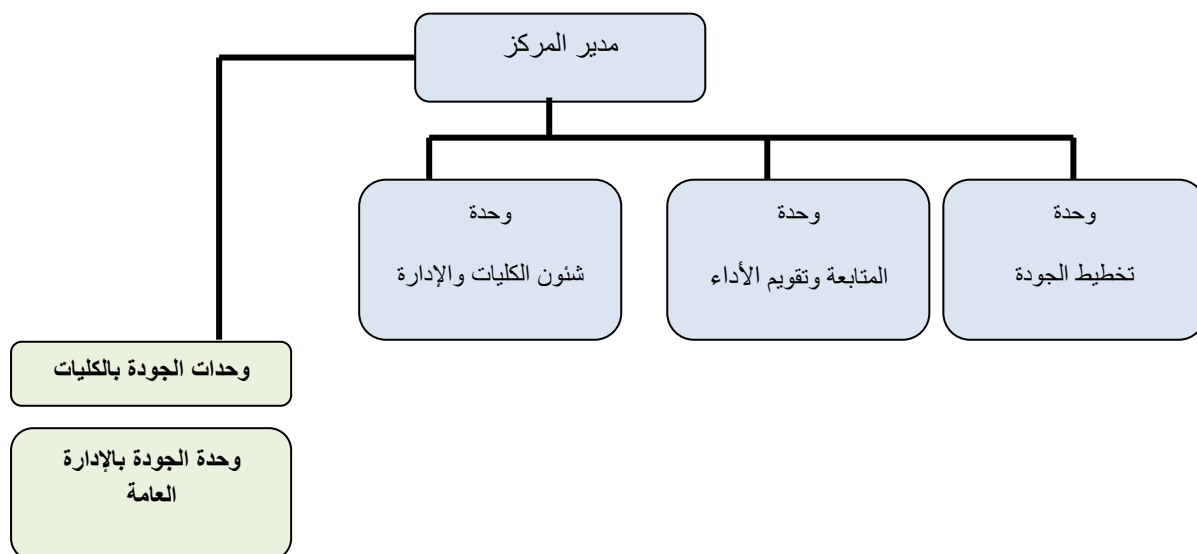 مدير المركز
وحدة
تخطيط الجودة
وحدة
المتابعة وتقويم الأداء
وحدة
شئون الكليات والإدارة
وحدات الجودة بالكليات
وحدة الجودة بالإدارة
العامة